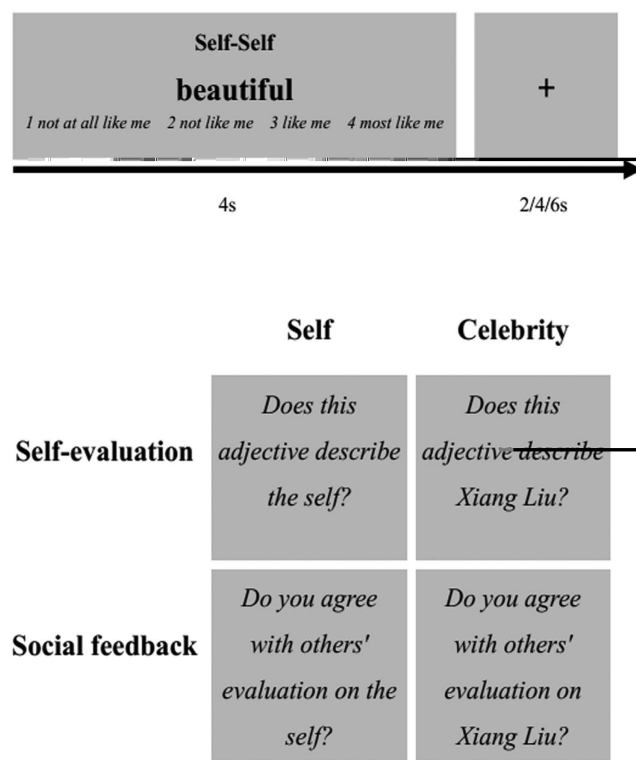 Self-Self
beautiful
1 not at all like me 2 not like me 3 like me 4 most like me
+
4s 2/4/6s
Self Celebrity
Self-evaluation
Does this
adjective describe
the self?
Does this
adjective describe
Xiang Liu?
Social feedback
Do you agree
with others'
evaluation on the
self?
Do you agree
with others'
evaluation on
Xiang Liu?